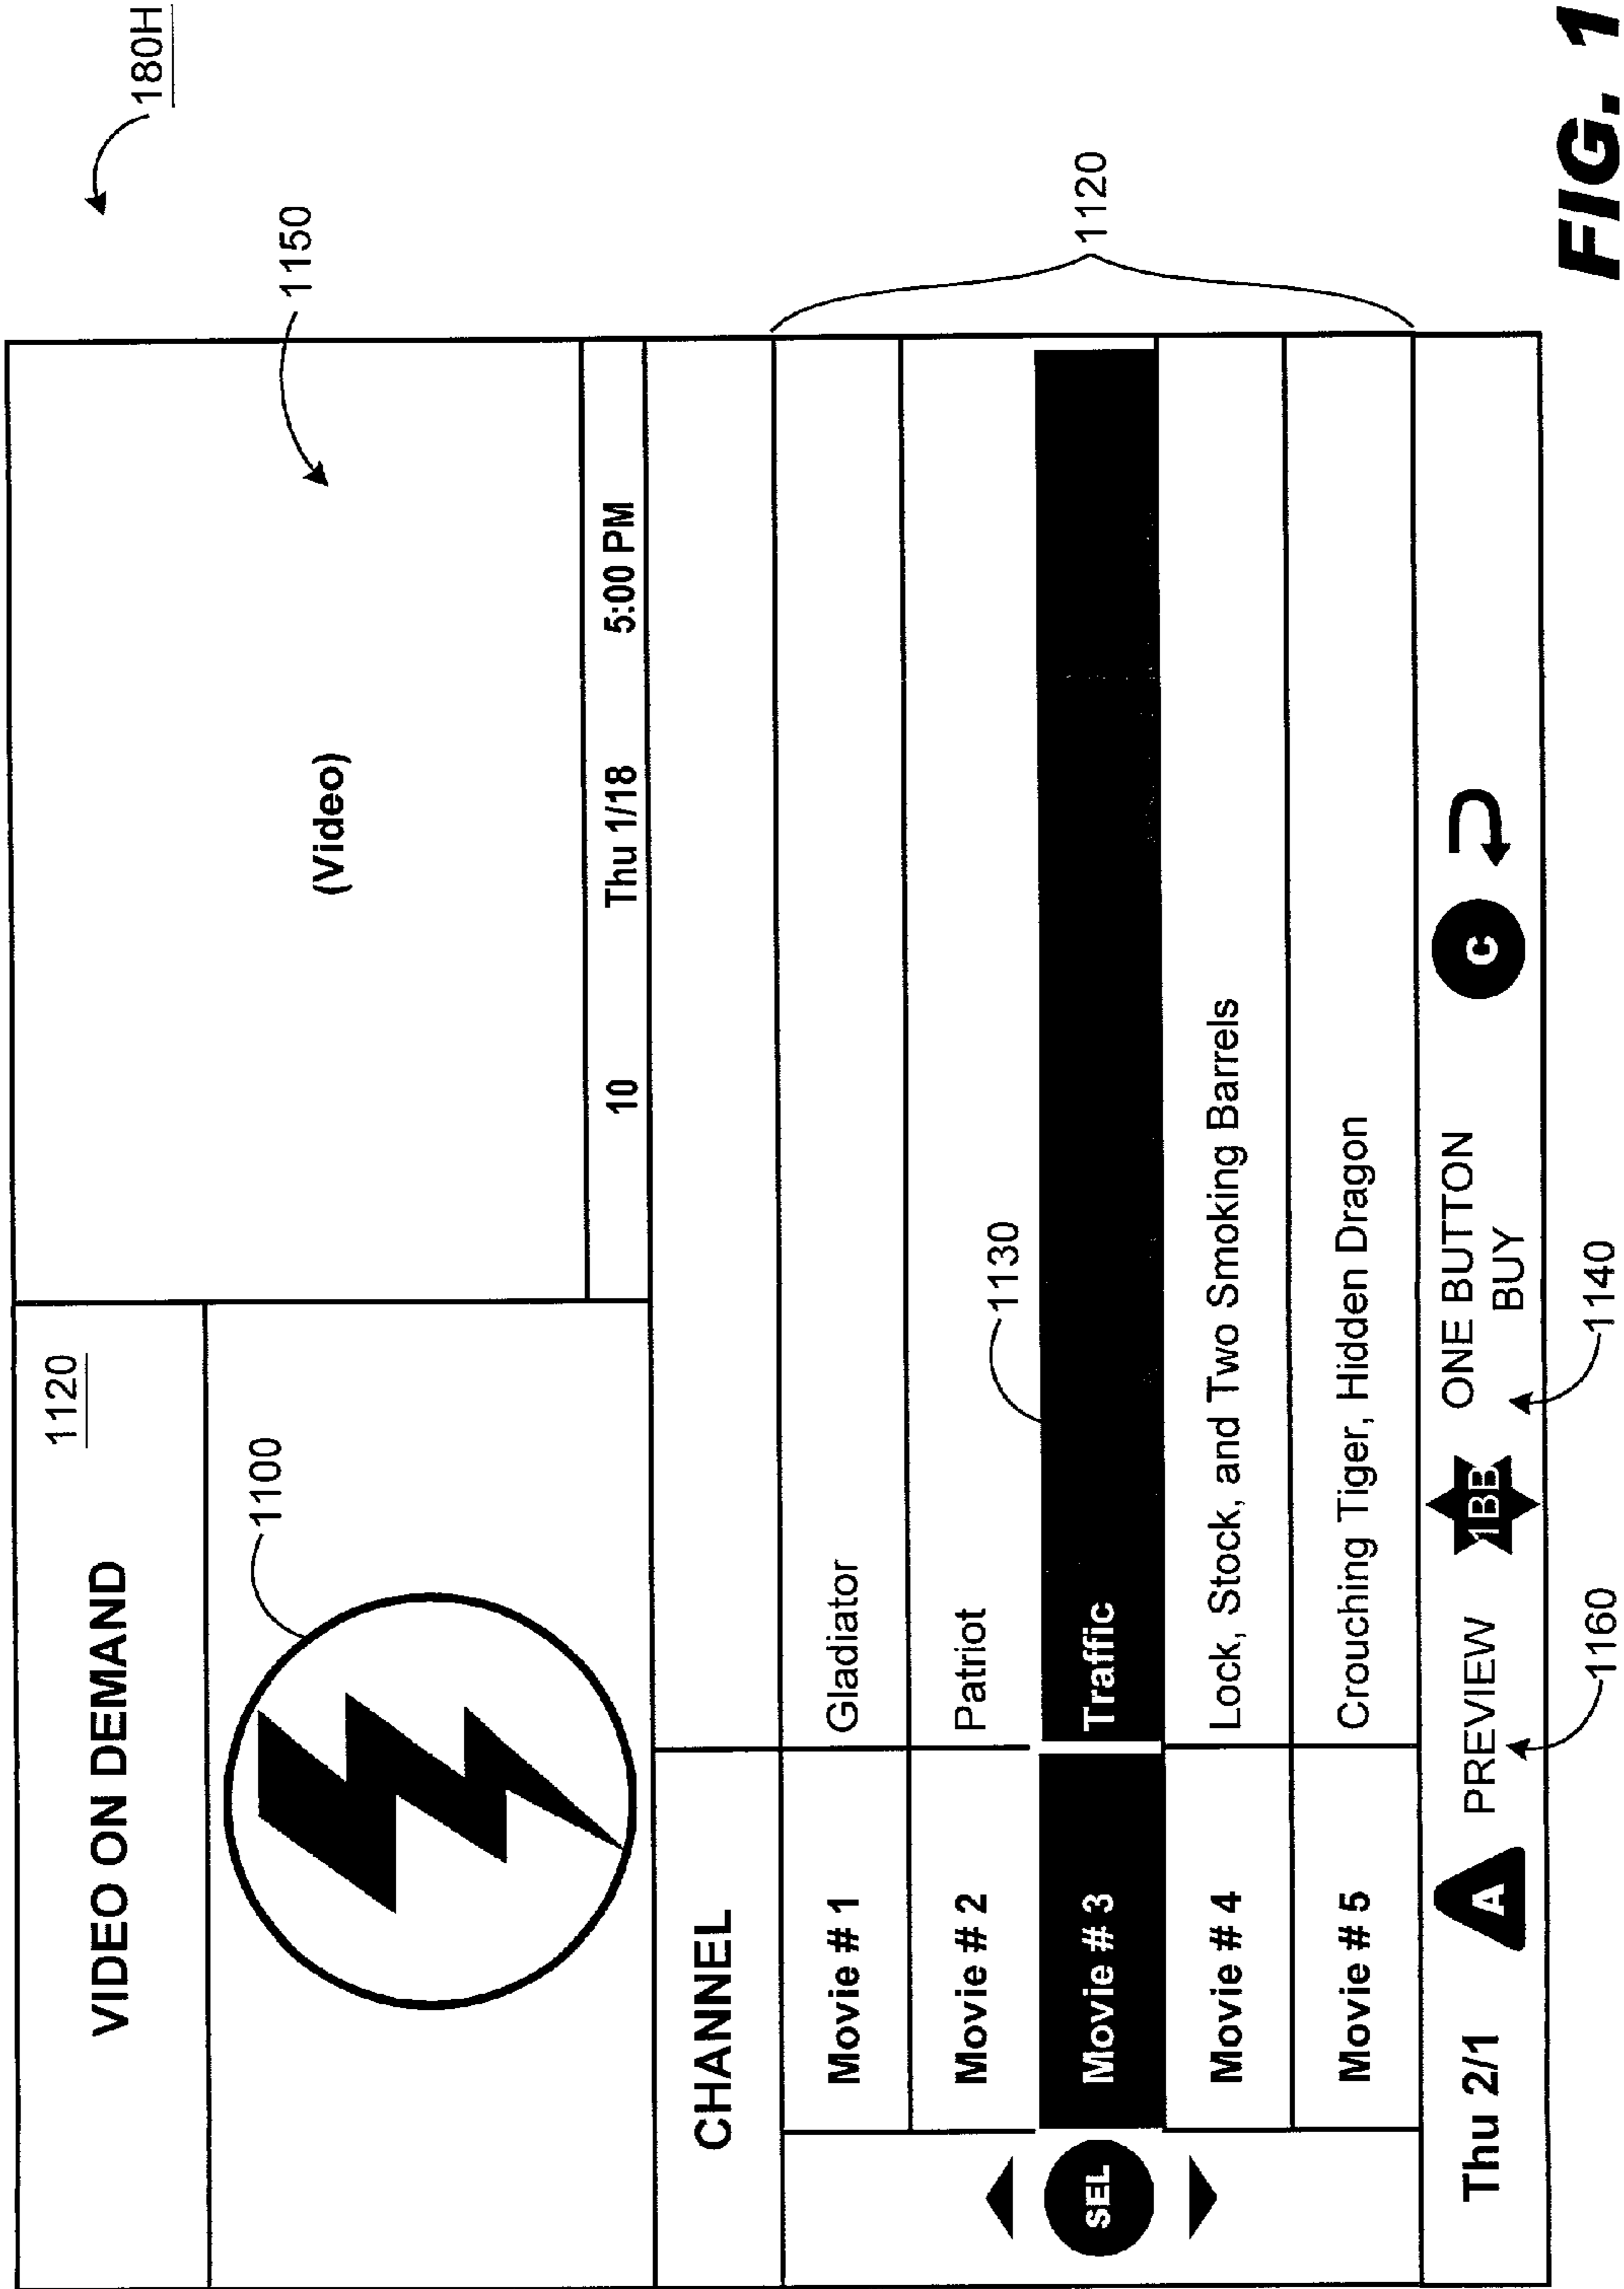 180H
VIDEO ON DEMAND
1120
1100
(Video)
1150
10 Thu 1/18 5:00 PM
CHANNEL
Movie # 1 Gladiator
Movie # 2 Patriot
1130
SEL Movie # 3 Traffic
1120
Movie # 4 Lock, Stock, and Two Smoking Barrels
Movie # 5 Crouching Tiger, Hidden Dragon
Thu 2/1 A PREVIEW 1BB ONE BUTTON
BUY
C
1160
1140
FIG. 1